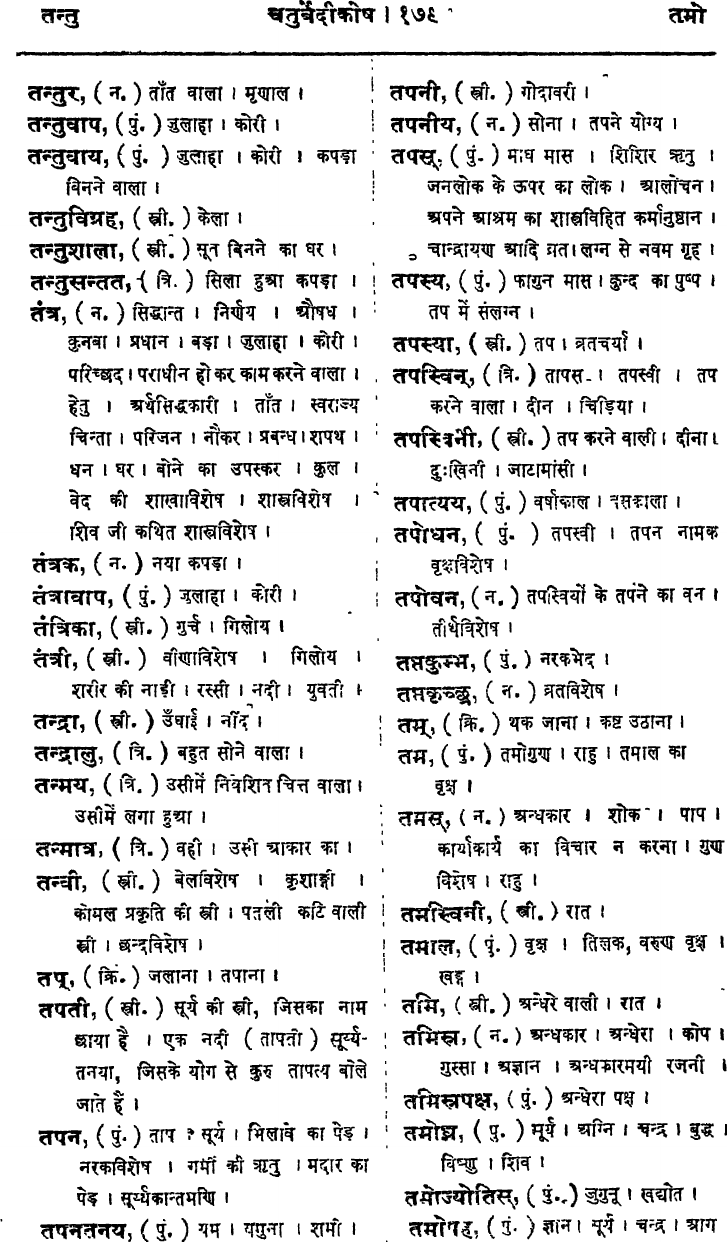 तन्तु चतुर्वेदीकोष । १७९ तमो
तन्तुर, ( न. ) ताँत वाला । मृणाल ।
तन्तुवाप, ( पुं. ) जुलाहा । कोरी ।
तन्तुवाय, ( पुं. ) जुलाहा । कोरी । कपड़ा
बिनने वाला ।
तन्तुविग्रह, ( स्त्री. ) केला ।
तन्तुशाला, ( स्त्री. ) सूत बिनने का घर ।
तन्तुसन्तत, ( त्रि. ) सिला हुआ कपड़ा ।
तंत्र, ( न. ) सिद्धान्त । निर्णय । औषध ।
कुनबा । प्रधान । बड़ा । जुलाहा । कोरी ।
परिच्छद । पराधीन हो कर काम करने वाला ।
हेतु । अर्थसिद्धकारी । ताँत । स्वराज्य
चिन्ता । परिजन । नौकर । प्रबन्ध । शपथ ।
धन । घर । बोने का उपस्कर । कुल ।
वेद की शाखाविशेष । शास्त्रविशेष ।
शिव जी कथित शास्त्रविशेष ।
तंत्रक, ( न. ) नया कपड़ा ।
तंत्रावाप, ( पुं. ) जुलाहा । कोरी ।
तंत्रिका, ( स्त्री. ) गुर्च । गिलोय ।
तंत्री, ( स्त्री. ) वीणाविशेष । गिलोय ।
शरीर की नाड़ी । रस्सी । नदी । युवती ।
तन्द्रा, ( स्त्री. ) उँघाई । नींद ।
तन्द्रालु, ( त्रि. ) बहुत सोने वाला ।
तन्मय, ( त्रि. ) उसीमें निवेशित चित्त वाला ।
उसीमें लगा हुआ ।
तन्मात्र, ( त्रि. ) वही । उसी आकार का ।
तन्वी, ( स्त्री. ) बेलविशेष । कृशाङ्गी ।
कोमल प्रकृति की स्त्री । पतली कटि वाली
स्त्री । छन्दविशेष ।
तप्, ( क्रि. ) जलाना । तपाना ।
तपती, ( स्त्री. ) सूर्य की स्त्री, जिसका नाम
छाया है । एक नदी ( तापती ) सूर्य्य-
तनया, जिसके योग से कुरु तापत्य बोले
जाते हैं ।
तपन, ( पुं. ) ताप । सूर्य । भिलावे का पेड़ ।
नरकविशेष । गर्मी की ऋतु । मदार का
पेड़ । सूर्य्यकान्तमणि ।
तपनतनय, ( पुं. ) यम । यमुना । शमी ।
तपनी, ( स्त्री. ) गोदावरी ।
तपनीय, ( न. ) सोना । तपने योग्य ।
तपस्, ( पुं. ) माघ मास । शिशिर ऋतु ।
जनलोक के ऊपर का लोक । आलोचन ।
अपने आश्रम का शास्त्रविहित कर्मानुष्ठान ।
चान्द्रायण आदि व्रत । लग्न से नवम गृह ।
तपस्य, ( पुं. ) फागुन मास । कुन्द का पुष्प ।
तप में संलग्न ।
तपस्या, ( स्त्री. ) तप । व्रतचर्या ।
तपस्विन्, ( त्रि. ) तापस । तपस्वी । तप
करने वाला । दीन । चिड़िया ।
तपस्विनी, ( स्त्री. ) तप करने वाली । दीना ।
दुःखिनी । जाटामांसी ।
तपात्यय, ( पुं. ) वर्षाकाल ।
तपोधन, ( पुं. ) तपस्वी । तपन नामक
वृक्षविशेष ।
तपोवन, ( न. ) तपस्वियों के तपने का वन ।
तीर्थविशेष ।
तप्तकुम्भ, ( पुं. ) नरकभेद ।
तप्तकृच्छ्र, ( न. ) व्रतविशेष ।
तम्, ( क्रि. ) थक जाना । कष्ट उठाना ।
तम, ( पुं. ) तमोगुण । राहु । तमाल का
वृक्ष ।
तमस्, ( न. ) अन्धकार । शोक । पाप ।
कार्याकार्य का विचार न करना । गुण
विशेष । राहु ।
तमस्विनी, ( स्त्री. ) रात ।
तमाल, ( पुं. ) वृक्ष । तिलक, वरुण वृक्ष ।
खड्ग ।
तमि, ( स्त्री. ) अन्धेरे वाली । रात ।
तमिस्र, ( न. ) अन्धकार । अन्धेरा । कोप ।
गुस्सा । अज्ञान । अन्धकारमयी रजनी ।
तमिस्रपक्ष, ( पुं. ) अन्धेरा पक्ष ।
तमोघ्न, ( पु. ) सूर्य । अग्नि । चन्द्र । बुद्ध ।
विष्णु । शिव ।
तमोज्योतिस्, ( पुं. ) जुगुनू । खद्योत ।
तमोपह, ( पुं. ) ज्ञान । सूर्य । चन्द्र । आग